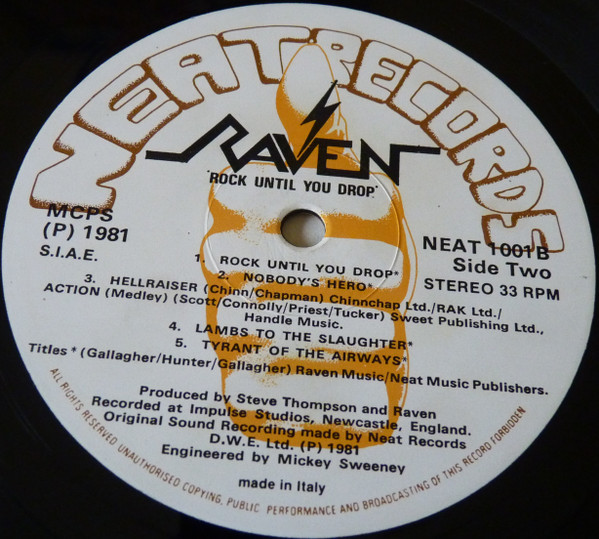 NEAT RECORDS
RAVEN
"ROCK UNTIL YOU DROP"
MCPS
(P) 1981
S.I.A.E.
NEAT 1001B
Side Two
STEREO 33 RPM
1. ROCK UNTIL YOU DROP*
2. NOBODY'S HERO*
3. HELLRAISER (Chinn/Chapman) Chinnchap Ltd./RAK Ltd./
ACTION (Medley) (Scott/Connolly/Priest/Tucker) Sweet Publishing Ltd.,
Handle Music.
4. LAMBS TO THE SLAUGHTER*
5. TYRANT OF THE AIRWAYS*
Titles * (Gallagher/Hunter/Gallagher) Raven Music/Neat Music Publishers.
Produced by Steve Thompson and Raven
Recorded at Impulse Studios, Newcastle, England.
Original Sound Recording made by Neat Records
D.W.E. Ltd. (P) 1981
Engineered by Mickey Sweeney
made in Italy
ALL RIGHTS RESERVED UNAUTHORISED COPYING, PUBLIC PERFORMANCE AND BROADCASTING OF THIS RECORD FORBIDDEN